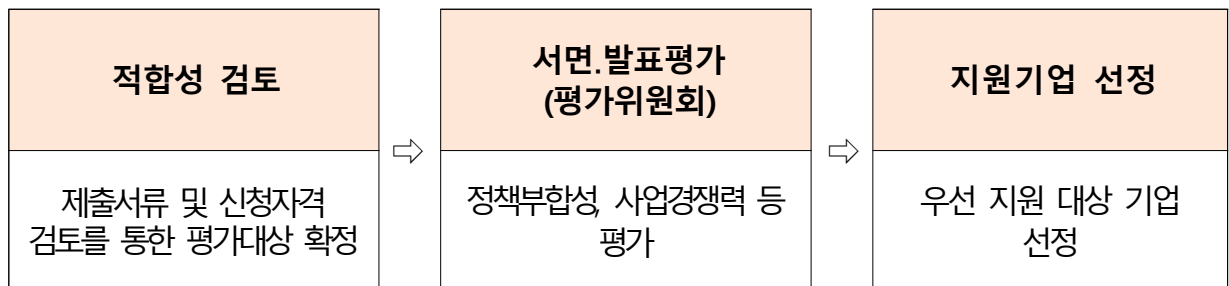 적합성 검토
제출서류 및 신청자격
검토를 통한 평가대상 확정
⇨
서면.발표평가
(평가위원회)
정책부합성, 사업경쟁력 등
평가
⇨
지원기업 선정
우선 지원 대상 기업
선정